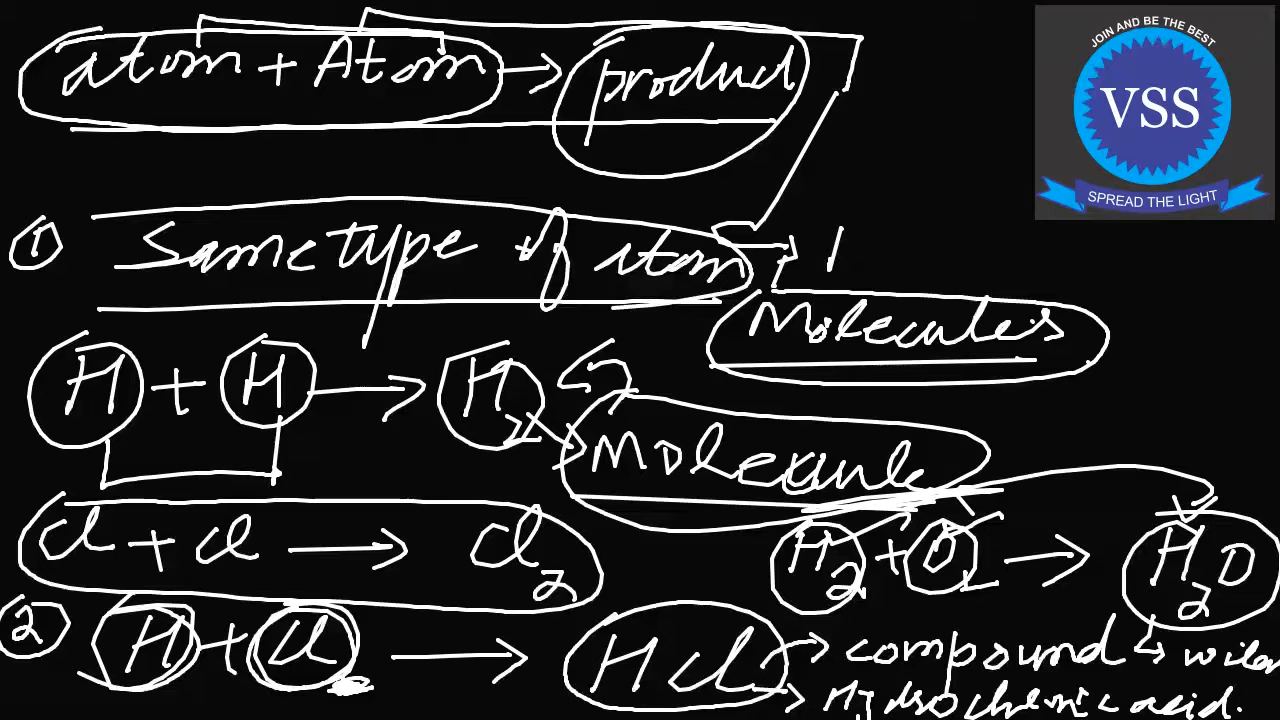 atom + Atom → product
JOIN AND BE THE BEST
VSS
SPREAD THE LIGHT
① Same type of atom
Molecules
H + H → H2
Molecule
Cl + Cl → Cl2
H2 + O2 → H2O
② H + Cl → HCl → compound
Hydrochloric acid.